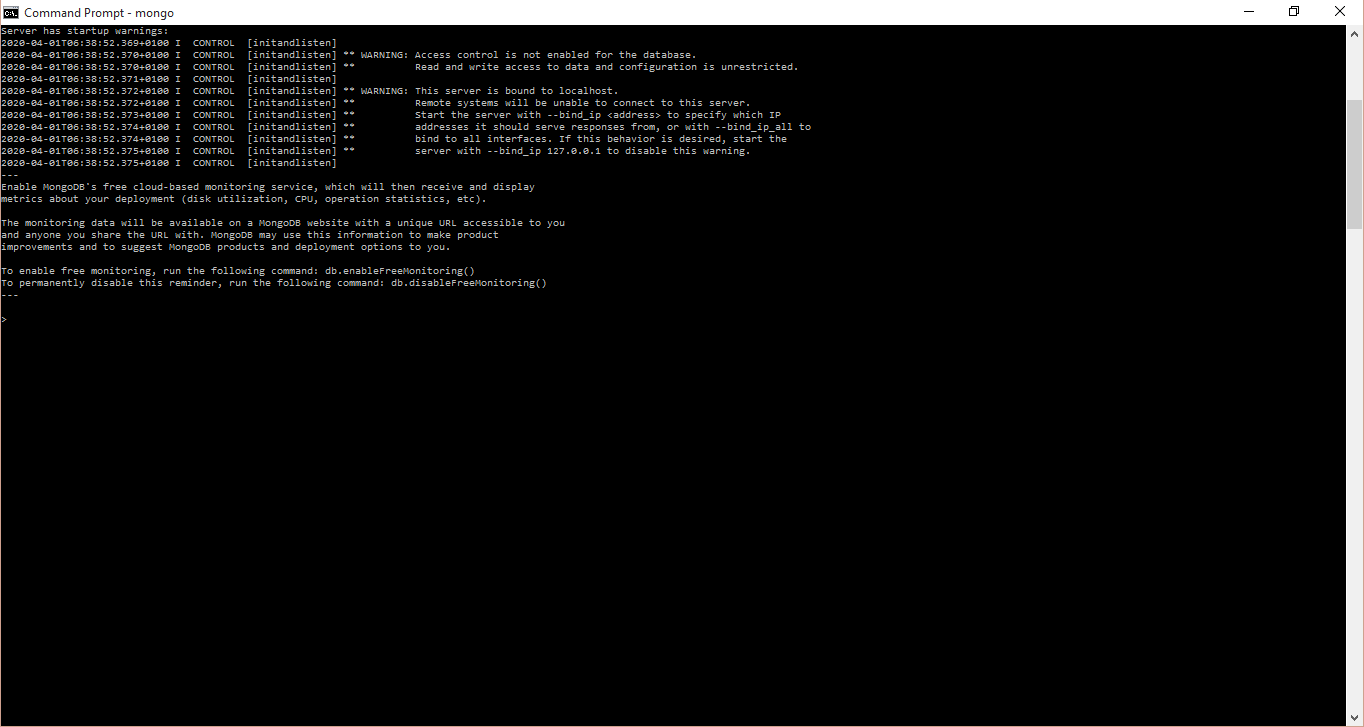 Command Prompt - mongo
Server has startup warnings:
2020-04-01T06:38:52.369+0100 I  CONTROL  [initandlisten]
2020-04-01T06:38:52.370+0100 I  CONTROL  [initandlisten] ** WARNING: Access control is not enabled for the database.
2020-04-01T06:38:52.370+0100 I  CONTROL  [initandlisten] **          Read and write access to data and configuration is unrestricted.
2020-04-01T06:38:52.371+0100 I  CONTROL  [initandlisten]
2020-04-01T06:38:52.372+0100 I  CONTROL  [initandlisten] ** WARNING: This server is bound to localhost.
2020-04-01T06:38:52.372+0100 I  CONTROL  [initandlisten] **          Remote systems will be unable to connect to this server.
2020-04-01T06:38:52.373+0100 I  CONTROL  [initandlisten] **          Start the server with --bind_ip <address> to specify which IP
2020-04-01T06:38:52.374+0100 I  CONTROL  [initandlisten] **          addresses it should serve responses from, or with --bind_ip_all to
2020-04-01T06:38:52.374+0100 I  CONTROL  [initandlisten] **          bind to all interfaces. If this behavior is desired, start the
2020-04-01T06:38:52.375+0100 I  CONTROL  [initandlisten] **          server with --bind_ip 127.0.0.1 to disable this warning.
2020-04-01T06:38:52.375+0100 I  CONTROL  [initandlisten]
---
Enable MongoDB's free cloud-based monitoring service, which will then receive and display
metrics about your deployment (disk utilization, CPU, operation statistics, etc).

The monitoring data will be available on a MongoDB website with a unique URL accessible to you
and anyone you share the URL with. MongoDB may use this information to make product
improvements and to suggest MongoDB products and deployment options to you.

To enable free monitoring, run the following command: db.enableFreeMonitoring()
To permanently disable this reminder, run the following command: db.disableFreeMonitoring()
---

>